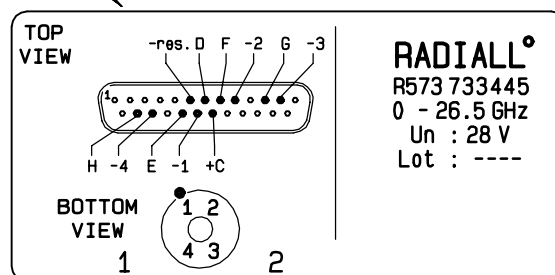 TOP
VIEW
-res. D F -2 G -3
1
H -4 E -1 +C
BOTTOM
VIEW
1 2
4 3
1 2
RADIALL°
R573 733445
0 - 26.5 GHz
Un : 28 V
Lot : ----